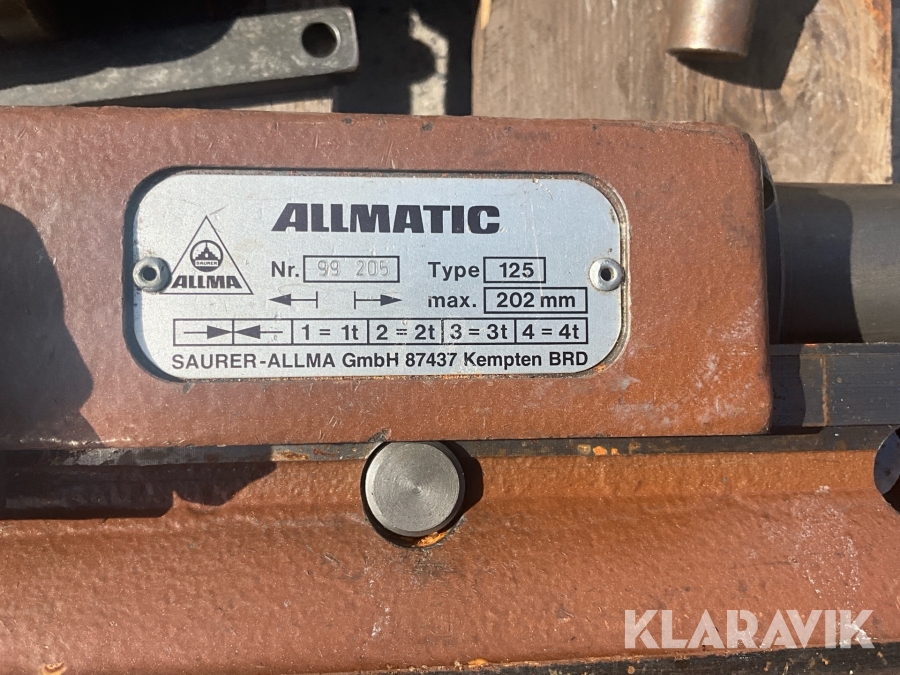 ALLMATIC
SAURER
ALLMA
Nr. 99 205 Type 125
max. 202 mm
1 = 1t 2 = 2t 3 = 3t 4 = 4t
SAURER-ALLMA GmbH 87437 Kempten BRD
KLARAVIK